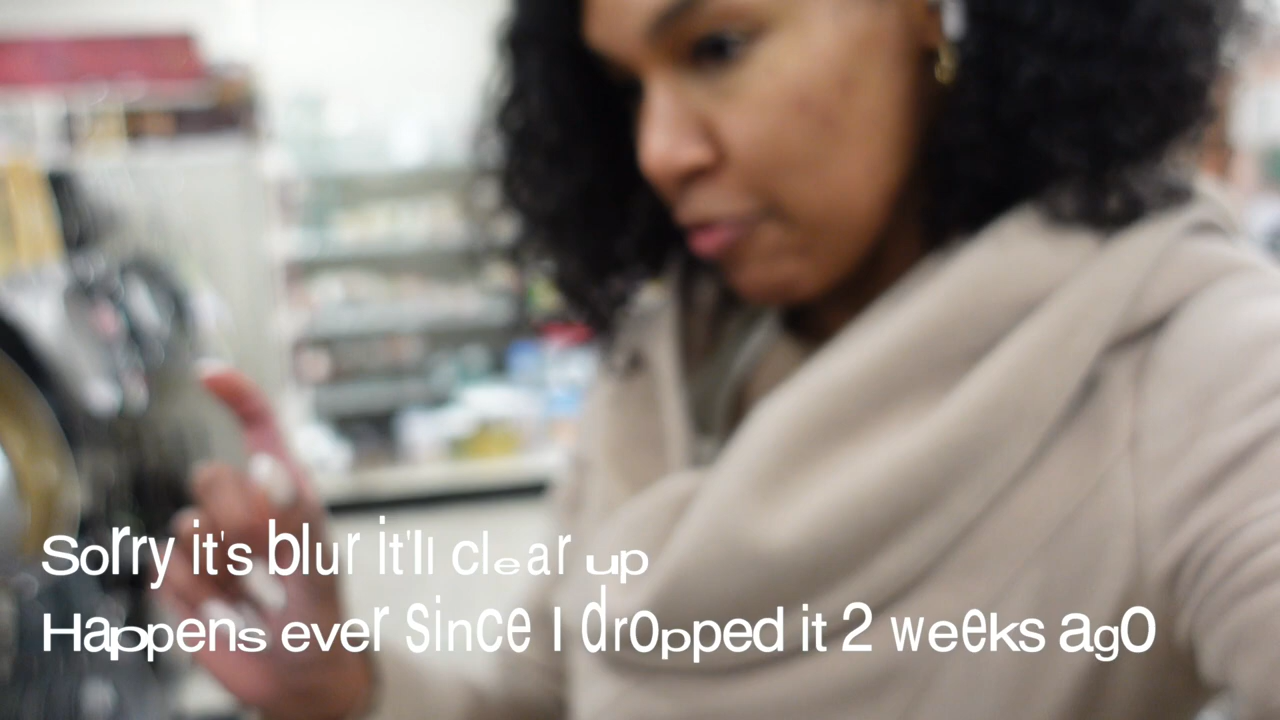 Sorry it's blur it'll clear up
Happens ever since I dropped it 2 weeks ago